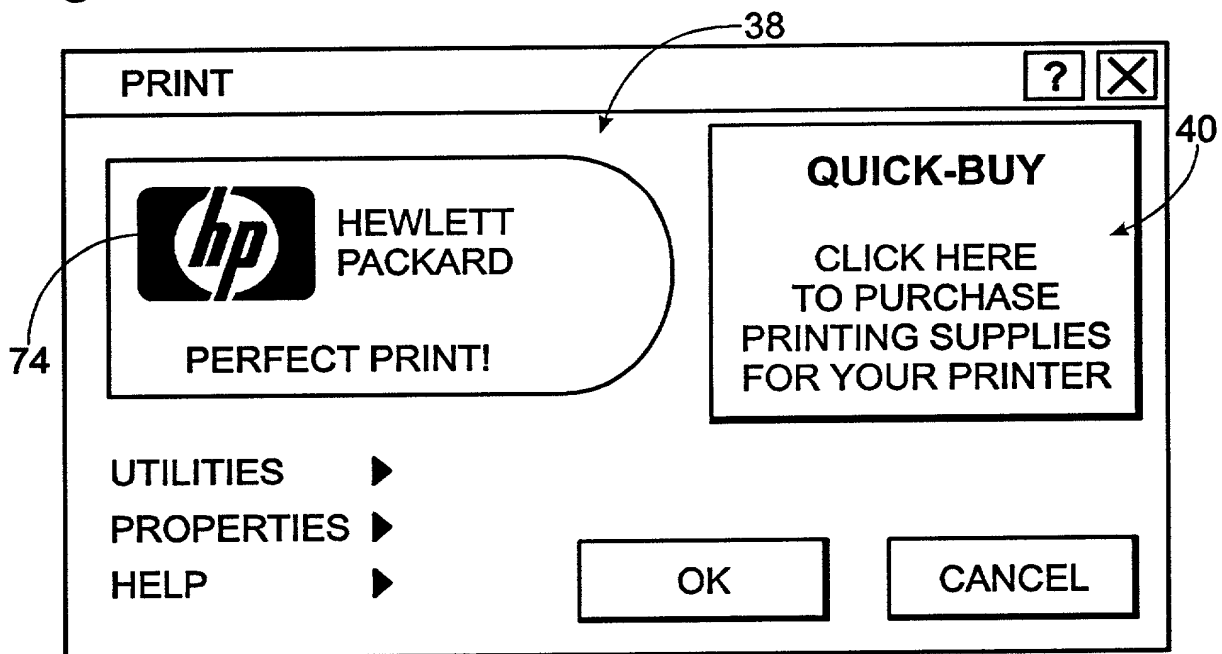 38
PRINT
?
40
QUICK-BUY
hp
HEWLETT
PACKARD
CLICK HERE
TO PURCHASE
PRINTING SUPPLIES
FOR YOUR PRINTER
74
PERFECT PRINT!
UTILITIES
PROPERTIES
HELP
OK
CANCEL